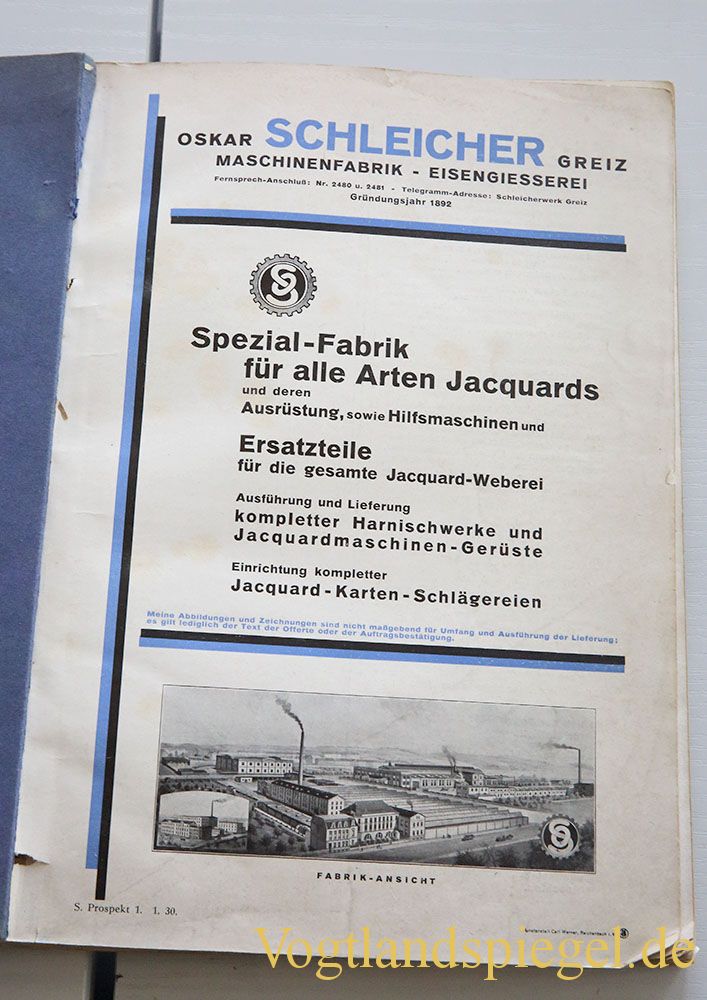 OSKAR SCHLEICHER GREIZ
MASCHINENFABRIK - EISENGIESSEREI
Fernsprech-Anschluß: Nr. 2480 u. 2481 - Telegramm-Adresse: Schleicherwerk Greiz
Gründungsjahr 1892
Spezial-Fabrik
für alle Arten Jacquards
und deren
Ausrüstung, sowie Hilfsmaschinen und
Ersatzteile
für die gesamte Jacquard-Weberei
Ausführung und Lieferung
kompletter Harnischwerke und
Jacquardmaschinen-Gerüste
Einrichtung kompletter
Jacquard-Karten-Schlägereien
Meine Abbildungen und Zeichnungen sind nicht maßgebend für Umfang und Ausführung der Lieferung;
es gilt lediglich der Text der Offerte oder der Auftragsbestätigung.
FABRIK-ANSICHT
S. Prospekt 1. 1. 30.
Carl Werner, Reichenbach i. V.
Vogtlandspiegel.de